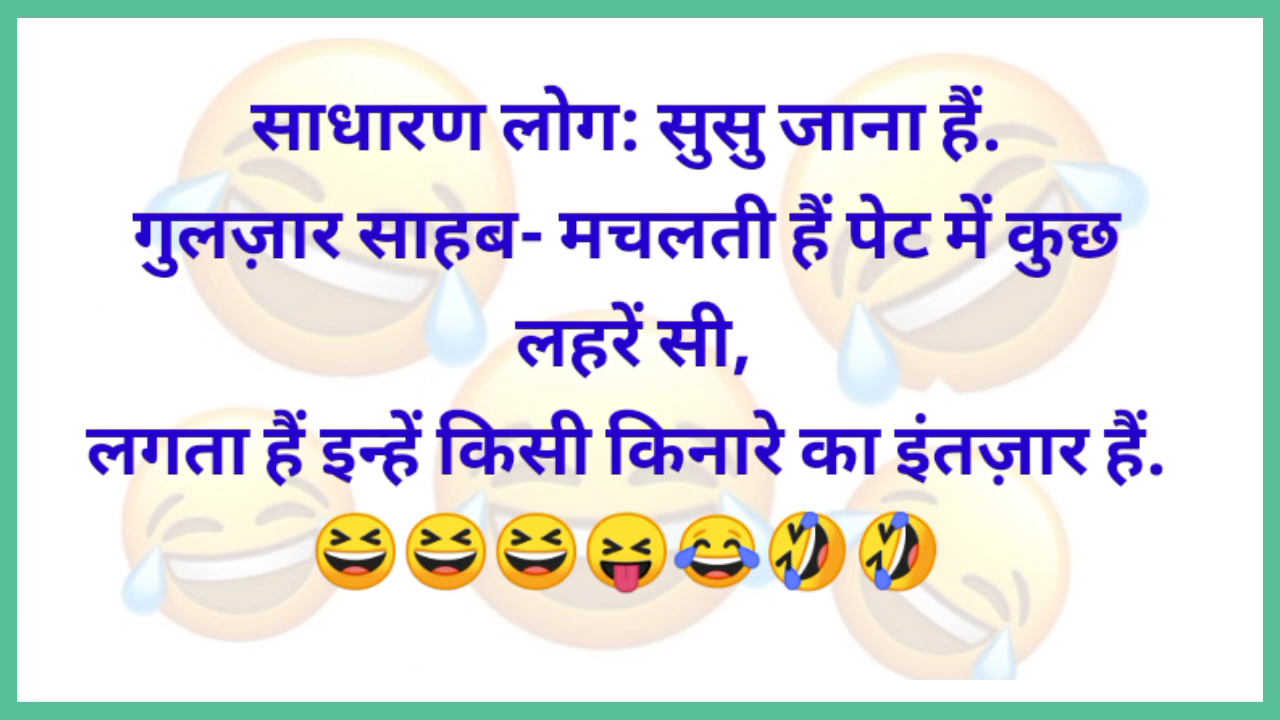 साधारण लोग: सुसु जाना हैं.
गुलज़ार साहब- मचलती हैं पेट में कुछ
लहरें सी,
लगता हैं इन्हें किसी किनारे का इंतज़ार हैं.
😆😆😆😝😂🤣🤣